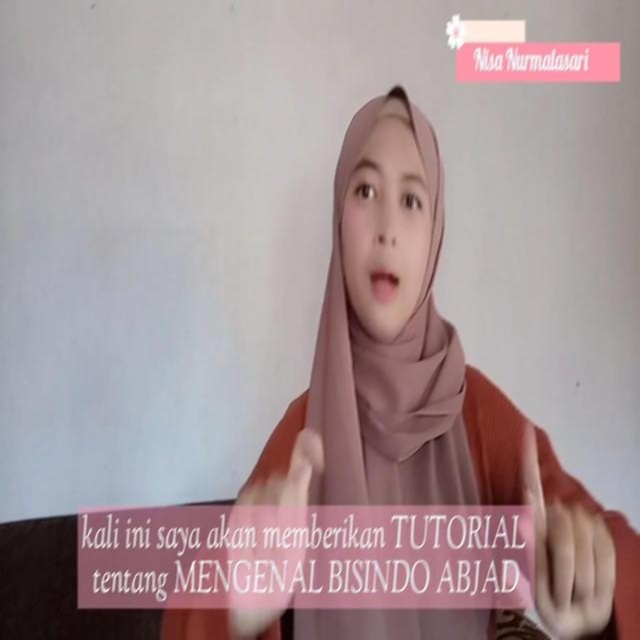 Nisa Nurmalasari
kali ini saya akan memberikan TUTORIAL
tentang MENGENAL BISINDO ABJAD